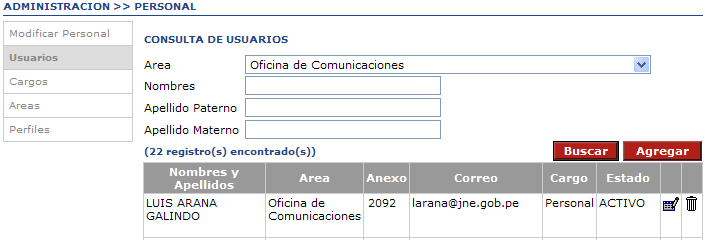 ADMINISTRACION >> PERSONAL
Modificar Personal
Usuarios
Cargos
Areas
Perfiles
CONSULTA DE USUARIOS
Area Oficina de Comunicaciones
Nombres
Apellido Paterno
Apellido Materno
(22 registro(s) encontrado(s)) Buscar Agregar
Nombres y Apellidos Area Anexo Correo Cargo Perfil Estado
LUIS ARANA Oficina de 2092 larana@jne.gob.pe Personal ACTIVO
GALINDO Comunicaciones